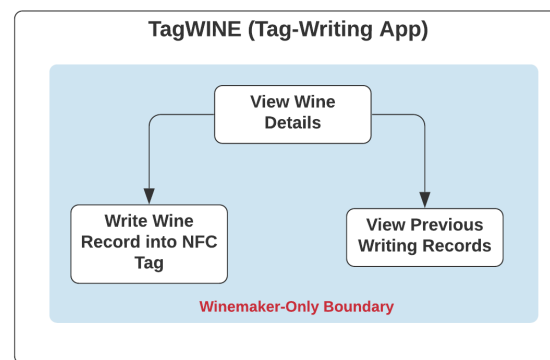 TagWINE (Tag-Writing App)
View Wine
Details
Write Wine
Record into NFC
Tag
View Previous
Writing Records
Winemaker-Only Boundary